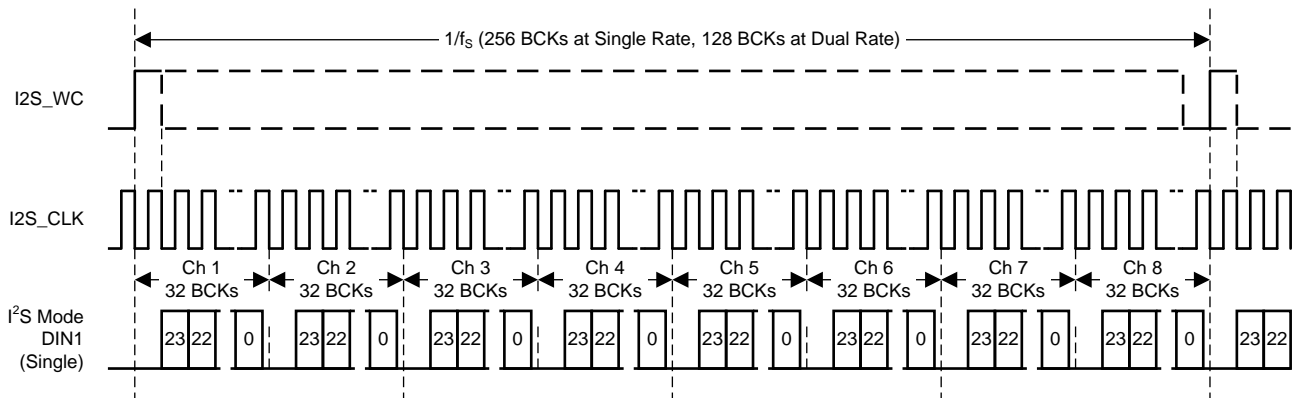 1/fS (256 BCKs at Single Rate, 128 BCKs at Dual Rate)
I2S_WC
I2S_CLK
Ch 1 Ch 2 Ch 3 Ch 4 Ch 5 Ch 6 Ch 7 Ch 8
32 BCKs 32 BCKs 32 BCKs 32 BCKs 32 BCKs 32 BCKs 32 BCKs 32 BCKs
I²S Mode
DIN1
(Single)
23 22 0 23 22 0 23 22 0 23 22 0 23 22 0 23 22 0 23 22 0 23 22 0 23 22